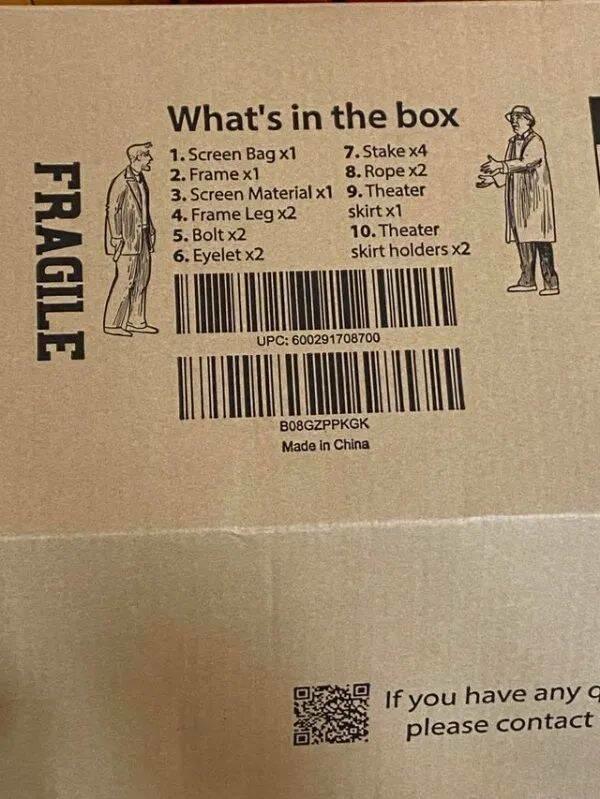 What's in the box
1. Screen Bag x1
2. Frame x1
3. Screen Material x1
4. Frame Leg x2
5. Bolt x2
6. Eyelet x2
7. Stake x4
8. Rope x2
9. Theater
skirt x1
10. Theater
skirt holders x2
FRAGILE
UPC: 600291708700
B08GZPPKGK
Made in China
If you have any
please contact